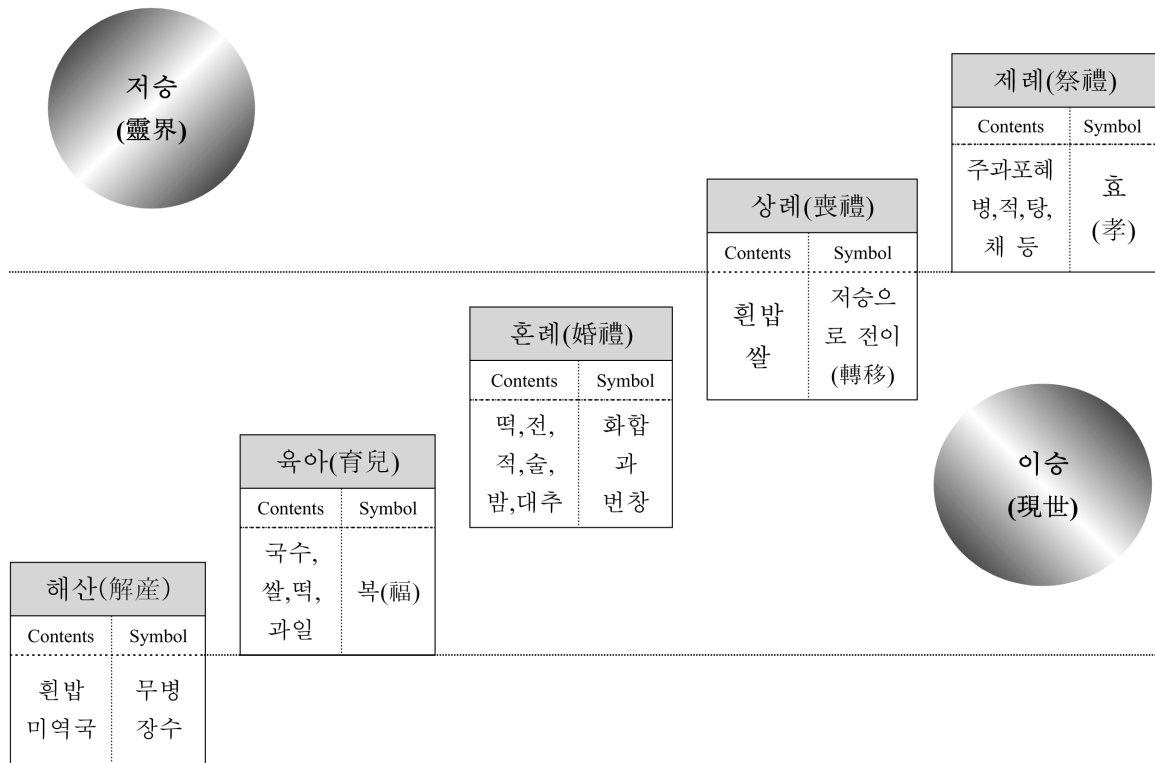 저승
(靈界)
제례(祭禮)
Contents Symbol
주과포혜
병,적,탕,
채 등
효
(孝)
상례(喪禮)
Contents Symbol
흰밥
쌀
저승으
로 전이
(轉移)
혼례(婚禮)
Contents Symbol
떡,전,
적,술,
밤,대추
화합
과
번창
이승
(現世)
육아(育兒)
Contents Symbol
국수,
쌀,떡,
과일
복(福)
해산(解産)
Contents Symbol
흰밥
미역국
무병
장수